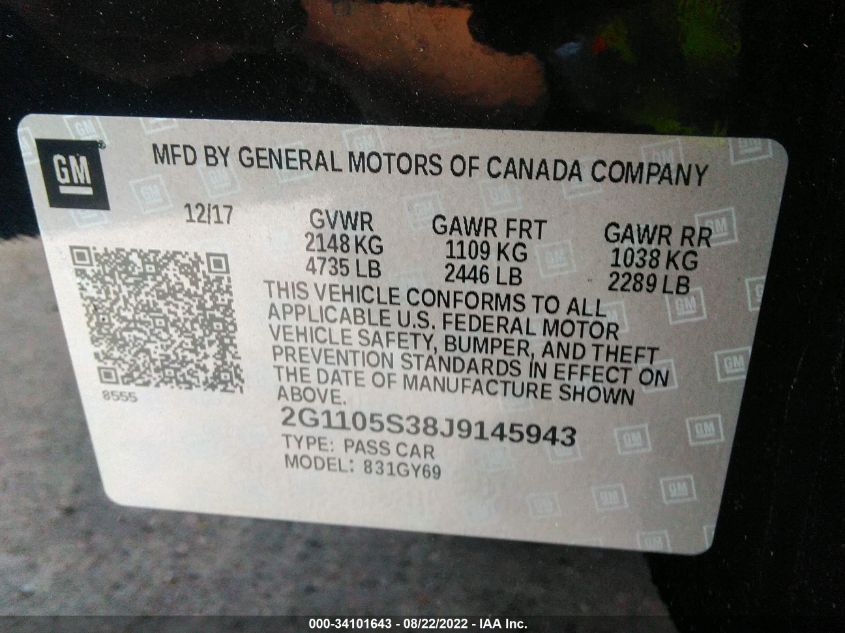 GM®
MFD BY GENERAL MOTORS OF CANADA COMPANY
12/17
GVWR
2148 KG
4735 LB
GAWR FRT
1109 KG
2446 LB
GAWR RR
1038 KG
2289 LB
THIS VEHICLE CONFORMS TO ALL
APPLICABLE U.S. FEDERAL MOTOR
VEHICLE SAFETY, BUMPER, AND THEFT
PREVENTION STANDARDS IN EFFECT ON
THE DATE OF MANUFACTURE SHOWN
ABOVE.
8555
2G1105S38J9145943
TYPE: PASS CAR
MODEL: 831GY69
000-34101643 - 08/22/2022 - IAA Inc.